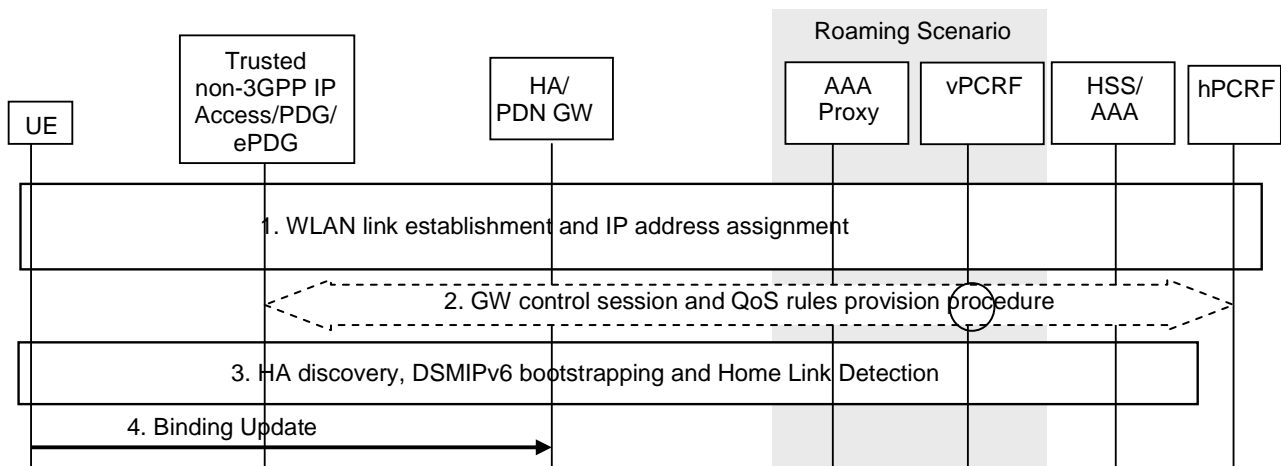 Roaming Scenario
UE
Trusted
non-3GPP IP
Access/PDG/
ePDG
HA/
PDN GW
AAA
Proxy
vPCRF
HSS/
AAA
hPCRF
1. WLAN link establishment and IP address assignment
2. GW control session and QoS rules provision procedure
3. HA discovery, DSMIPv6 bootstrapping and Home Link Detection
4. Binding Update